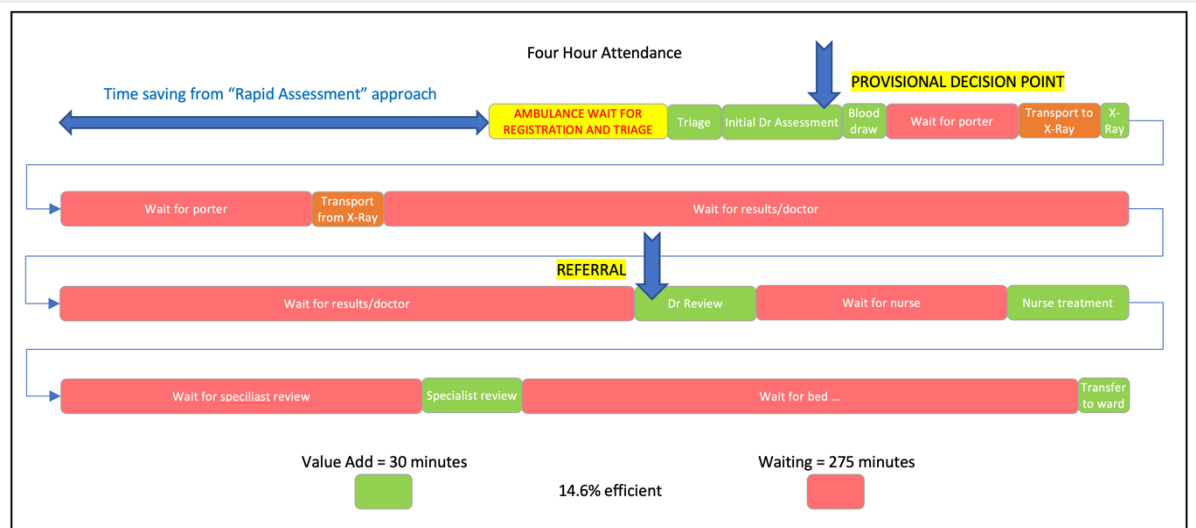 Four Hour Attendance
PROVISIONAL DECISION POINT
Time saving from “Rapid Assessment” approach
AMBULANCE WAIT FOR
REGISTRATION AND TRIAGE
Triage
Initial Dr Assessment
Blood
draw
Wait for porter
Transport to
X-Ray
X-
Ray
Wait for porter
Transport
from X-Ray
Wait for results/doctor
REFERRAL
Wait for results/doctor
Dr Review
Wait for nurse
Nurse treatment
Wait for speciliast review
Specialist review
Wait for bed ...
Transfer
to ward
Value Add = 30 minutes
Waiting = 275 minutes
14.6% efficient